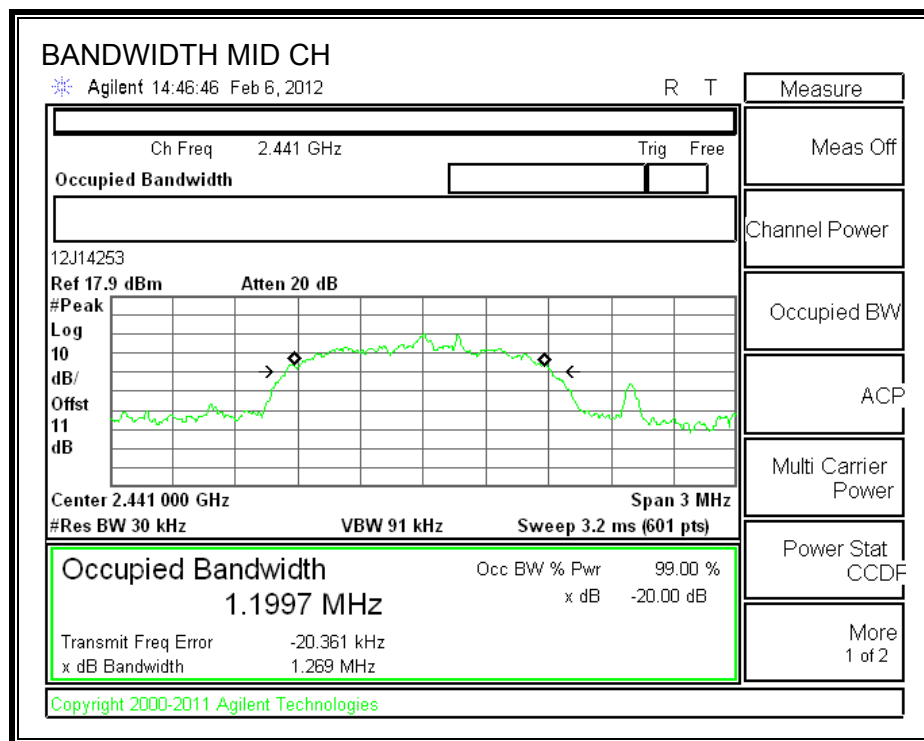 BANDWIDTH MID CH
Agilent 14:46:46 Feb 6, 2012 R T
Measure
Ch Freq 2.441 GHz Trig Free
Meas Off
Occupied Bandwidth
Channel Power
12J14253
Ref 17.9 dBm Atten 20 dB
#Peak
Log
10
dB/
Offst
11
dB
Occupied BW
ACP
Multi Carrier
Power
Center 2.441 000 GHz Span 3 MHz
#Res BW 30 kHz VBW 91 kHz Sweep 3.2 ms (601 pts)
Power Stat
CCDF
Occupied Bandwidth Occ BW % Pwr 99.00 %
1.1997 MHz x dB -20.00 dB
Transmit Freq Error -20.361 kHz
x dB Bandwidth 1.269 MHz
More
1 of 2
Copyright 2000-2011 Agilent Technologies